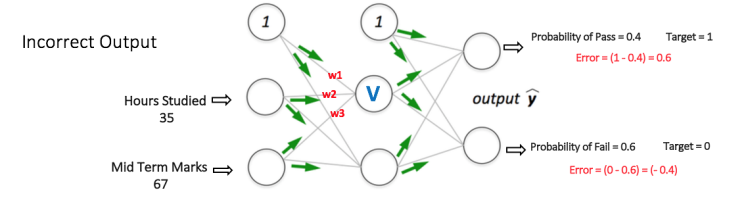 1
1
Probability of Pass = 0.4 Target = 1
Incorrect Output
Error = (1 - 0.4) = 0.6
w1
Hours Studied
w2
V
output ŷ
35
w3
Probability of Fail = 0.6 Target = 0
Mid Term Marks
Error = (0 - 0.6) = (- 0.4)
67